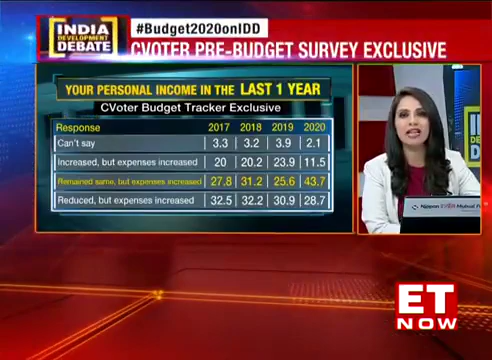 INDIA
DEVELOPMENT
DEBATE
#Budget2020onIDD
CVOTER PRE-BUDGET SURVEY EXCLUSIVE
YOUR PERSONAL INCOME IN THE LAST 1 YEAR
CVoter Budget Tracker Exclusive
Response 2017 2018 2019 2020
Can't say 3.3 3.2 3.9 2.1
Increased, but expenses increased 20 20.2 23.9 11.5
Remained same, but expenses increased 27.8 31.2 25.6 43.7
Reduced, but expenses increased 32.5 32.2 30.9 28.7
Nippon Mutual
ET
NOW